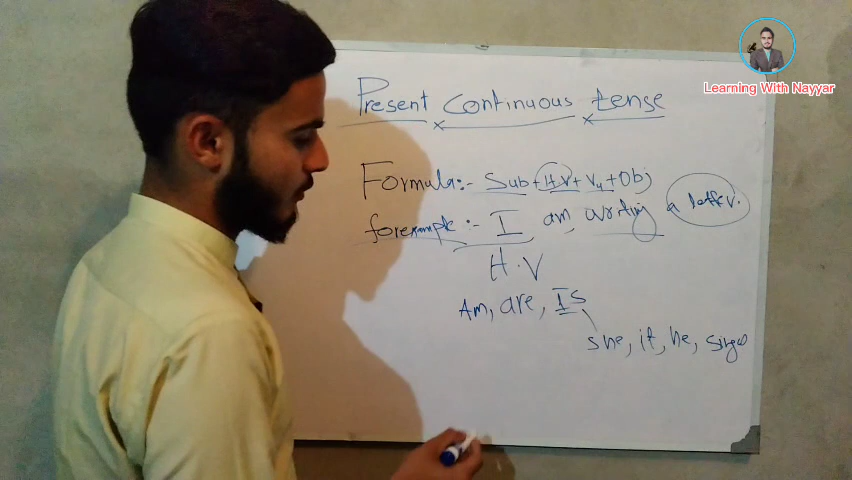 Learning With Nayyar
Present continuous tense
Formula:- Sub+H.V+V4+Obj
forexample:- I am writing a letter.
H.V
Am, are, Is
she, it, he,